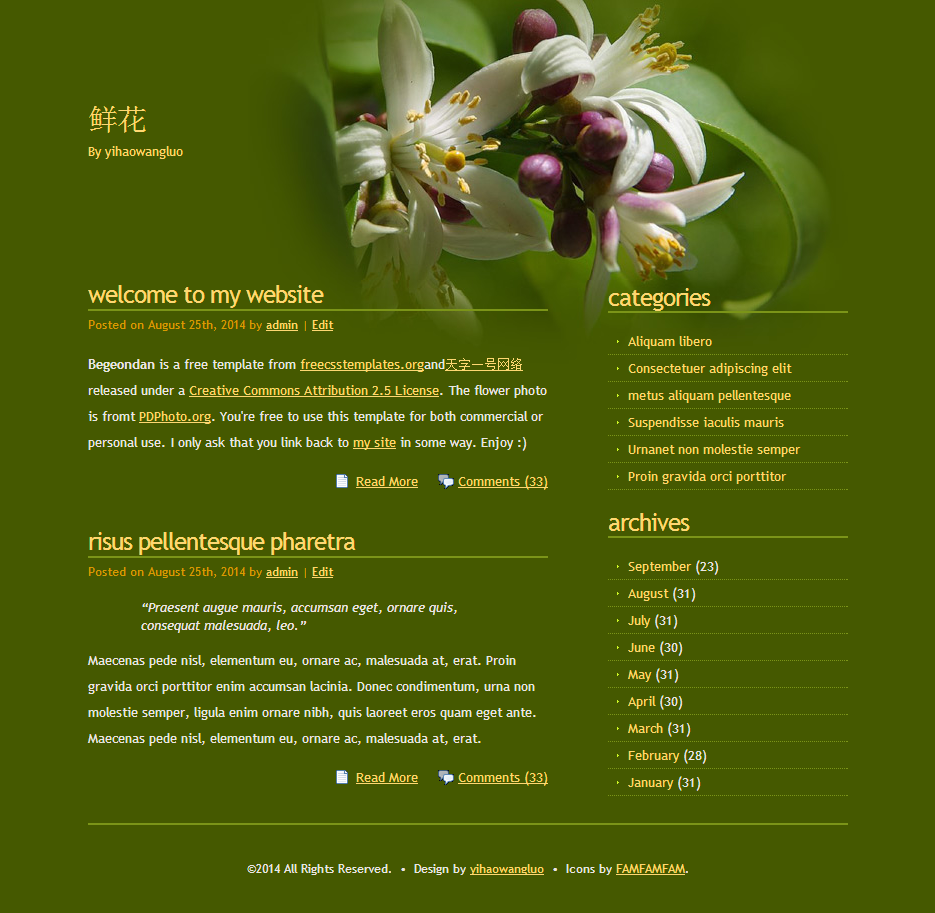 鲜花
By yihaowangluo
welcome to my website
Posted on August 25th, 2014 by admin | Edit
Begeondan is a free template from freecsstemplates.organd天字一号网络
released under a Creative Commons Attribution 2.5 License. The flower photo
is fromt PDPhoto.org. You're free to use this template for both commercial or
personal use. I only ask that you link back to my site in some way. Enjoy :)
Read More Comments (33)
risus pellentesque pharetra
Posted on August 25th, 2014 by admin | Edit
“Praesent augue mauris, accumsan eget, ornare quis,
consequat malesuada, leo.”
Maecenas pede nisl, elementum eu, ornare ac, malesuada at, erat. Proin
gravida orci porttitor enim accumsan lacinia. Donec condimentum, urna non
molestie semper, ligula enim ornare nibh, quis laoreet eros quam eget ante.
Maecenas pede nisl, elementum eu, ornare ac, malesuada at, erat.
Read More Comments (33)
categories
Aliquam libero
Consectetuer adipiscing elit
metus aliquam pellentesque
Suspendisse iaculis mauris
Urnanet non molestie semper
Proin gravida orci porttitor
archives
September (23)
August (31)
July (31)
June (30)
May (31)
April (30)
March (31)
February (28)
January (31)
©2014 All Rights Reserved. • Design by yihaowangluo • Icons by FAMFAMFAM.